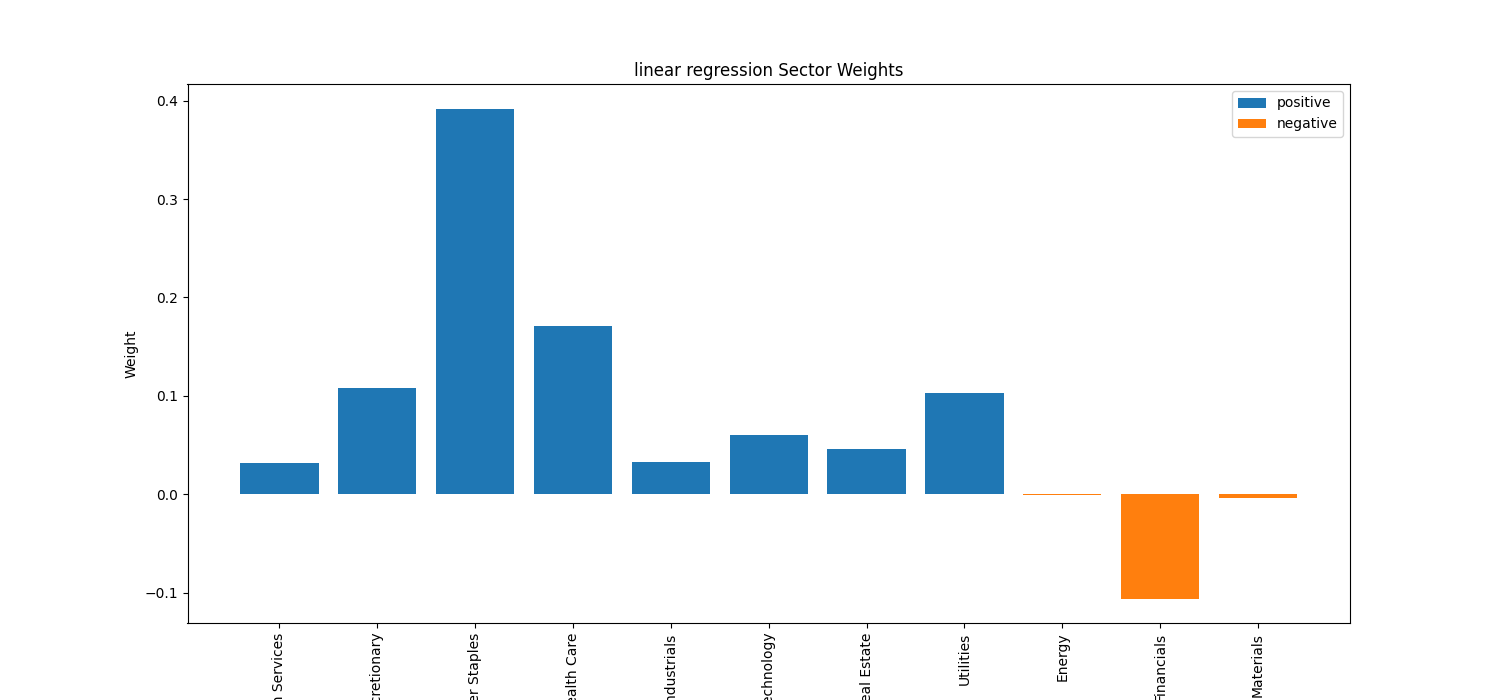 linear regression Sector Weights
positive
negative
0.4
0.3
0.2
0.1
0.0
−0.1
Weight
Services
cretionary
er Staples
ealth Care
ndustrials
echnology
eal Estate
Utilities
Energy
Financials
Materials